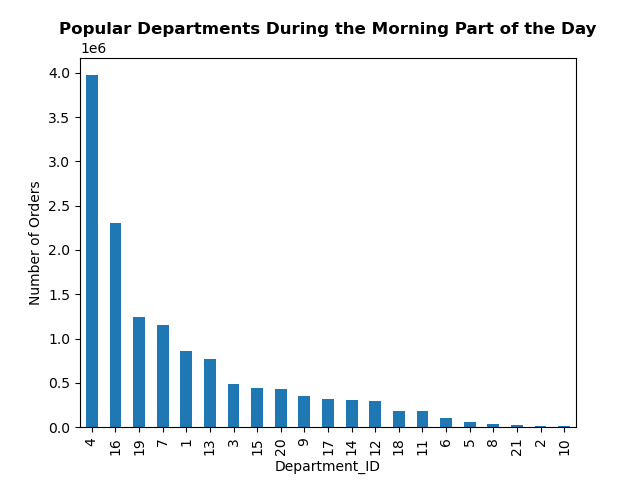 Popular Departments During the Morning Part of the Day
1e6
4.0
3.5
3.0
2.5
2.0
1.5
1.0
0.5
0.0
Number of Orders
4 16 19 7 1 13 3 15 20 9 17 14 12 18 11 6 5 8 21 2 10
Department_ID